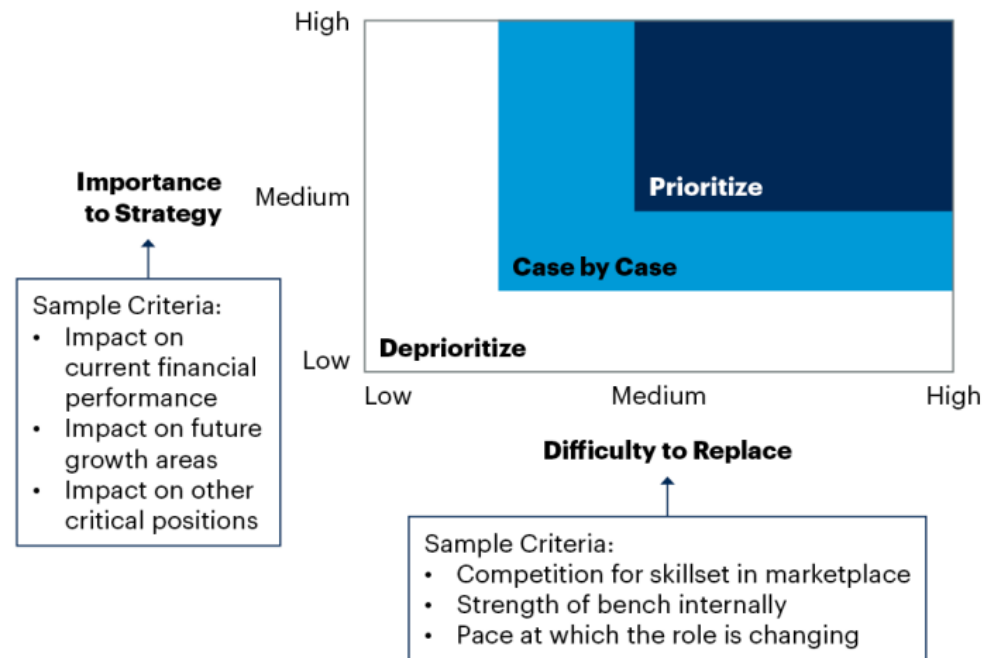 High
Medium
Low
Importance
to Strategy
Sample Criteria:
• Impact on
current financial
performance
• Impact on future
growth areas
• Impact on other
critical positions
Prioritize
Case by Case
Deprioritize
Low
Medium
High
Difficulty to Replace
Sample Criteria:
• Competition for skillset in marketplace
• Strength of bench internally
• Pace at which the role is changing